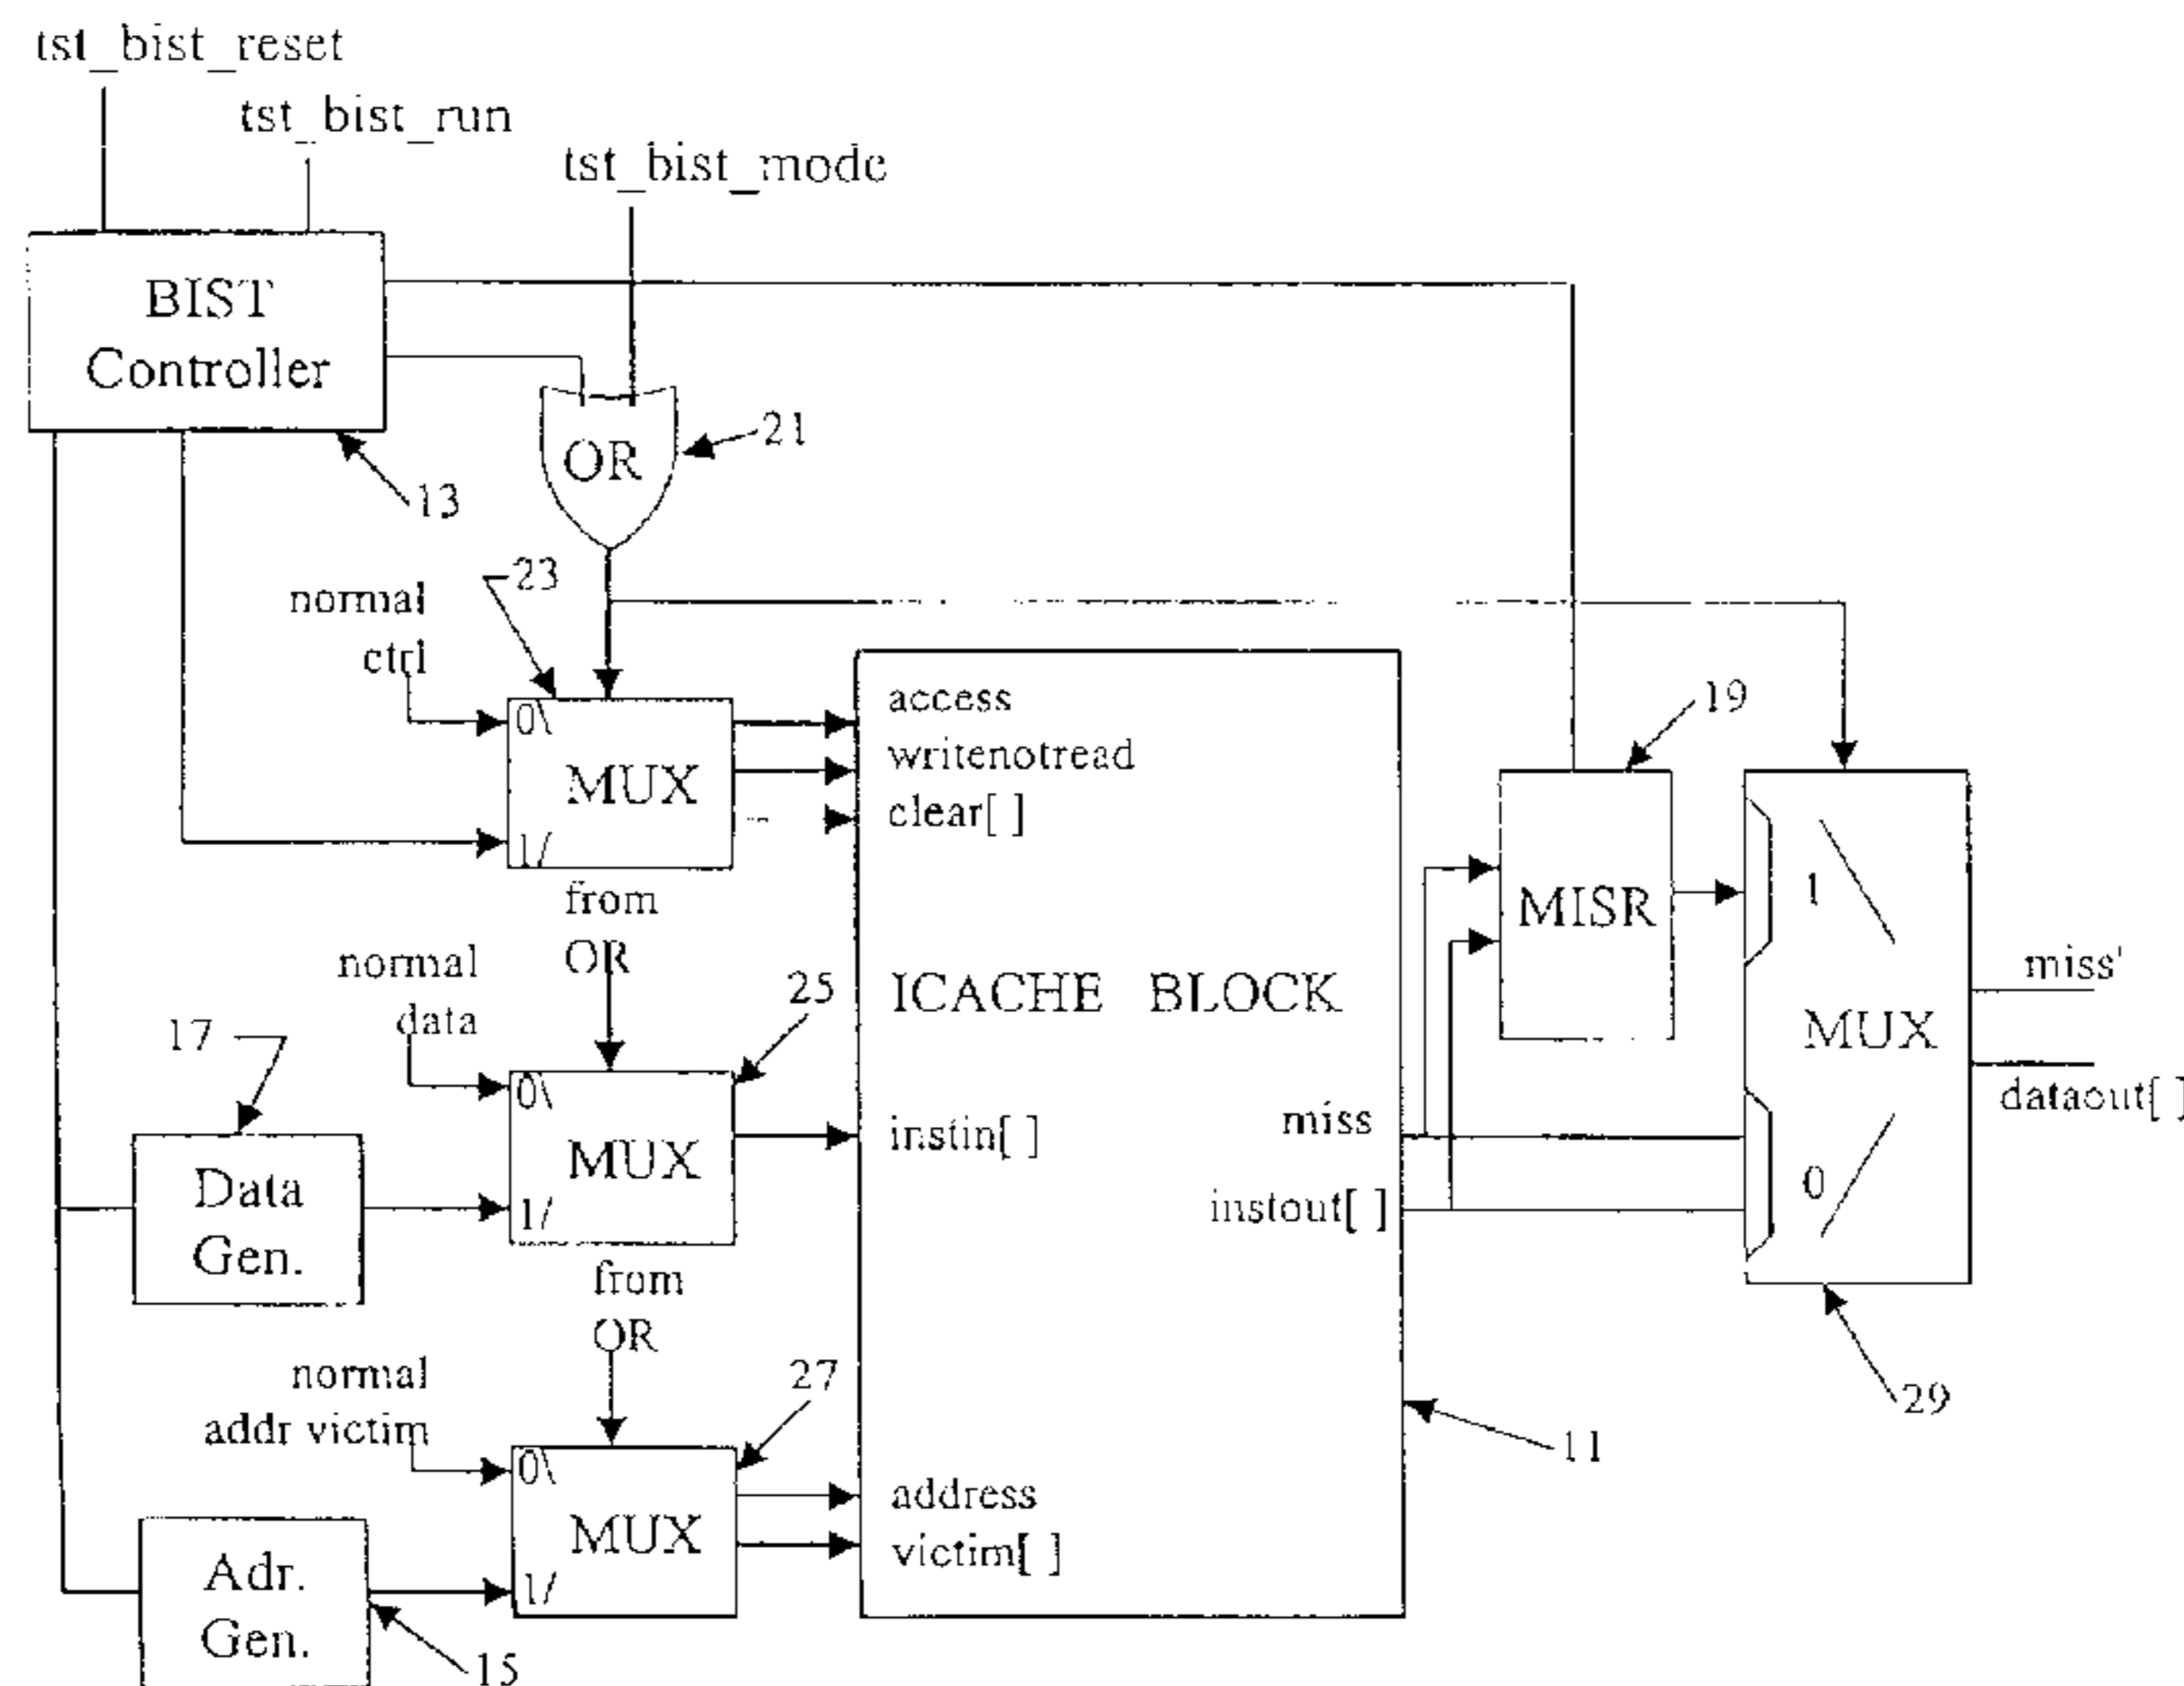 tst_bist_reset
tst_bist_run
tst_bist_mode
BIST
Controller
OR
21
13
23
normal
ctrl
0\
MUX
1/
access
writenotread
clear[ ]
19
MISR
1
MUX
0
miss'
dataout[ ]
from
OR
normal
data
25
17
0\
MUX
1/
ICACHE BLOCK
instin[ ]
miss
instout[ ]
Data
Gen.
from
OR
27
normal
addr victim
0\
MUX
1/
address
victim[ ]
29
11
Adr.
Gen.
15